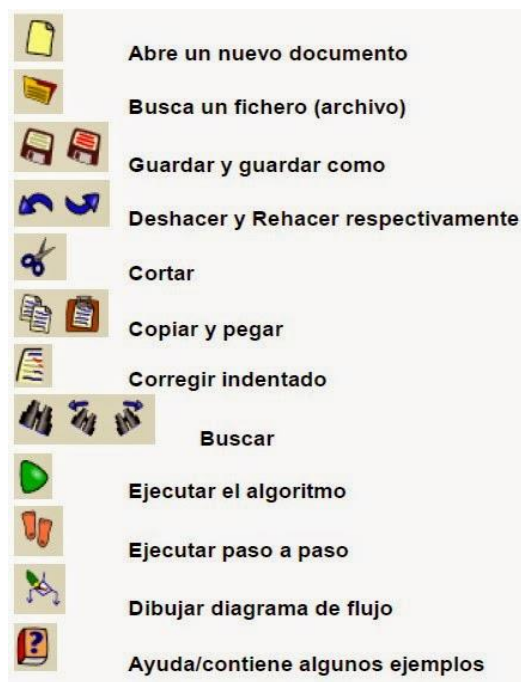 Abre un nuevo documento
Busca un fichero (archivo)
Guardar y guardar como
Deshacer y Rehacer respectivamente
Cortar
Copiar y pegar
Corregir indentado
Buscar
Ejecutar el algoritmo
Ejecutar paso a paso
Dibujar diagrama de flujo
?
Ayuda/contiene algunos ejemplos